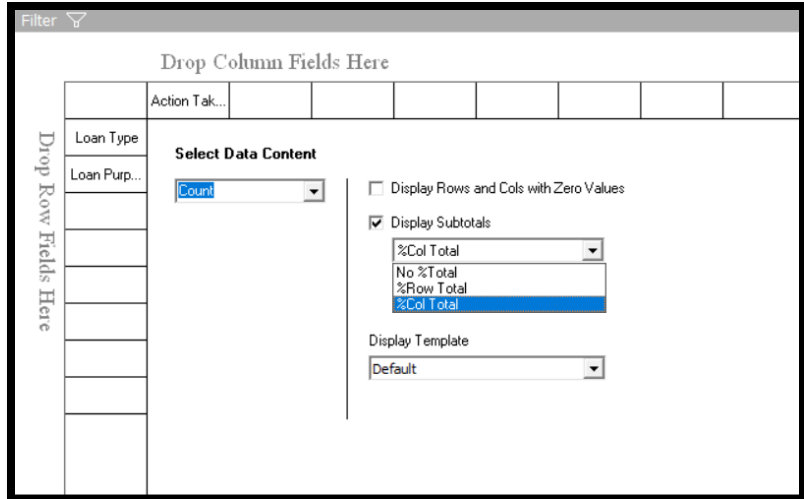 Filter
Drop Column Fields Here
Action Tak...
Drop Row Fields Here
Loan Type
Loan Purp...
Select Data Content
Count
Display Rows and Cols with Zero Values
Display Subtotals
%Col Total
No %Total
%Row Total
%Col Total
Display Template
Default